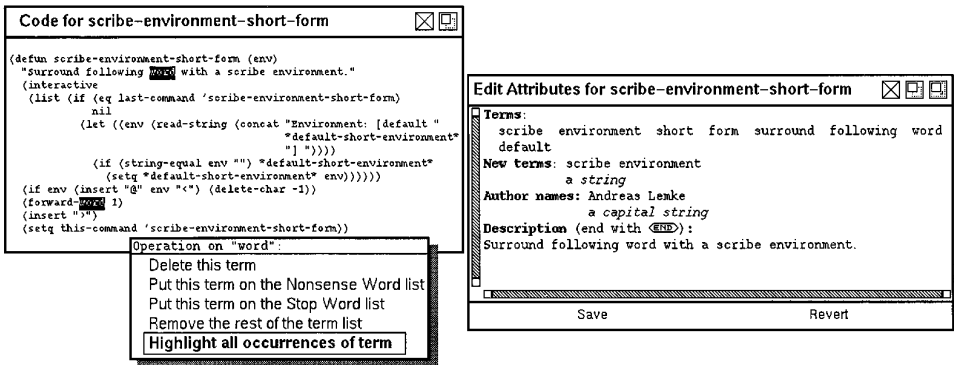 Code for scribe-environment-short-form
(defun scribe-environment-short-form (env)
"Surround following word with a scribe environment."
(interactive
(list (if (eq last-command 'scribe-environment-short-form)
nil
(let ((env (read-string (concat "Environment: [default "
*default-short-environment*
"] "))))
(if (string-equal env "") *default-short-environment*
(setq *default-short-environment* env))))))
(if env (insert "@" env "<") (delete-char -1))
(forward-word 1)
(insert ">")
(setq this-command 'scribe-environment-short-form))
Operation on "word":
Delete this term
Put this term on the Nonsense Word list
Put this term on the Stop Word list
Remove the rest of the term list
Highlight all occurrences of term
Edit Attributes for scribe-environment-short-form
Terms:
scribe environment short form surround following word
default
New terms: scribe environment
a string
Author names: Andreas Lemke
a capital string
Description (end with <END>):
Surround following word with a scribe environment.
Save Revert